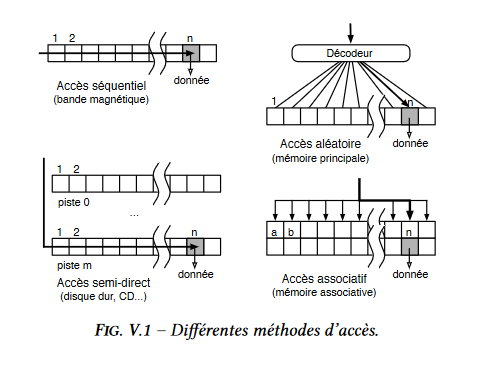 1 2 n
donnée
Accès séquentiel
(bande magnétique)
Décodeur
1 n
donnée
Accès aléatoire
(mémoire principale)
1 2
piste 0
...
1 2 n
piste m
donnée
Accès semi-direct
(disque dur, CD...)
a b n
donnée
Accès associatif
(mémoire associative)
FIG. V.1 – Différentes méthodes d'accès.